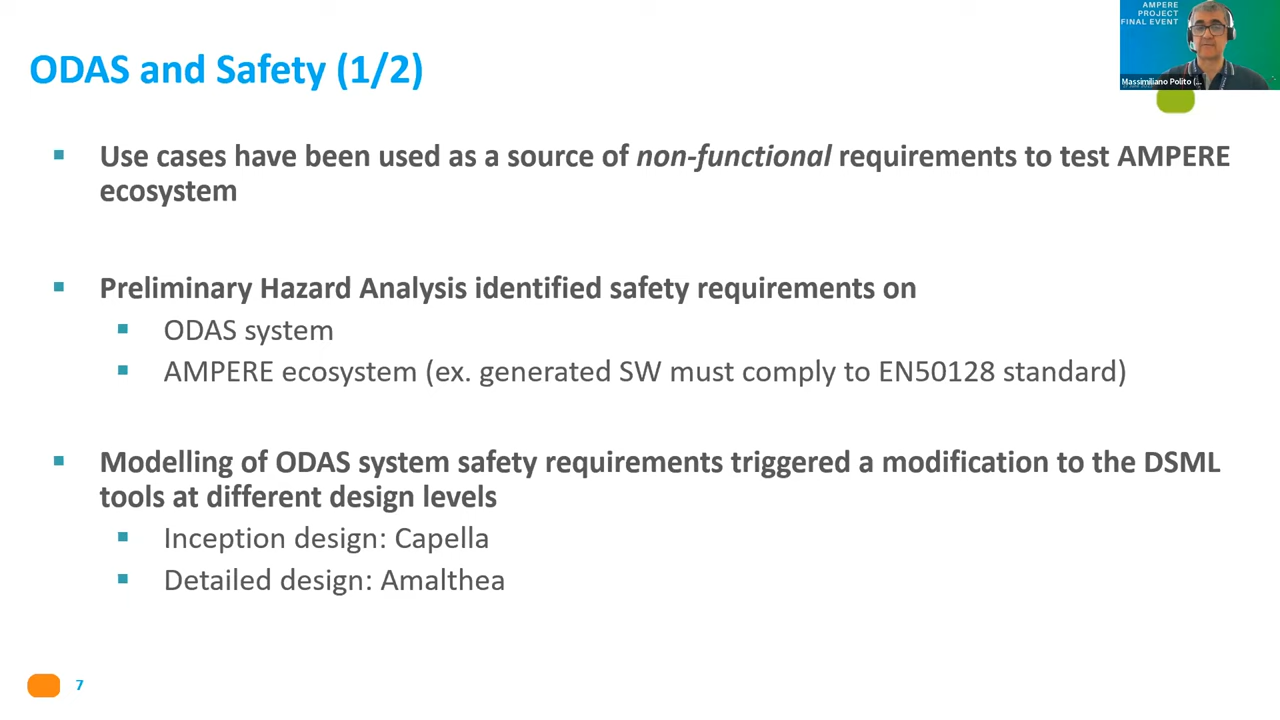 AMPERE
PROJECT
FINAL EVENT
Massimiliano Polito (...
ODAS and Safety (1/2)
Use cases have been used as a source of non-functional requirements to test AMPERE
ecosystem
Preliminary Hazard Analysis identified safety requirements on
ODAS system
AMPERE ecosystem (ex. generated SW must comply to EN50128 standard)
Modelling of ODAS system safety requirements triggered a modification to the DSML
tools at different design levels
Inception design: Capella
Detailed design: Amalthea
7